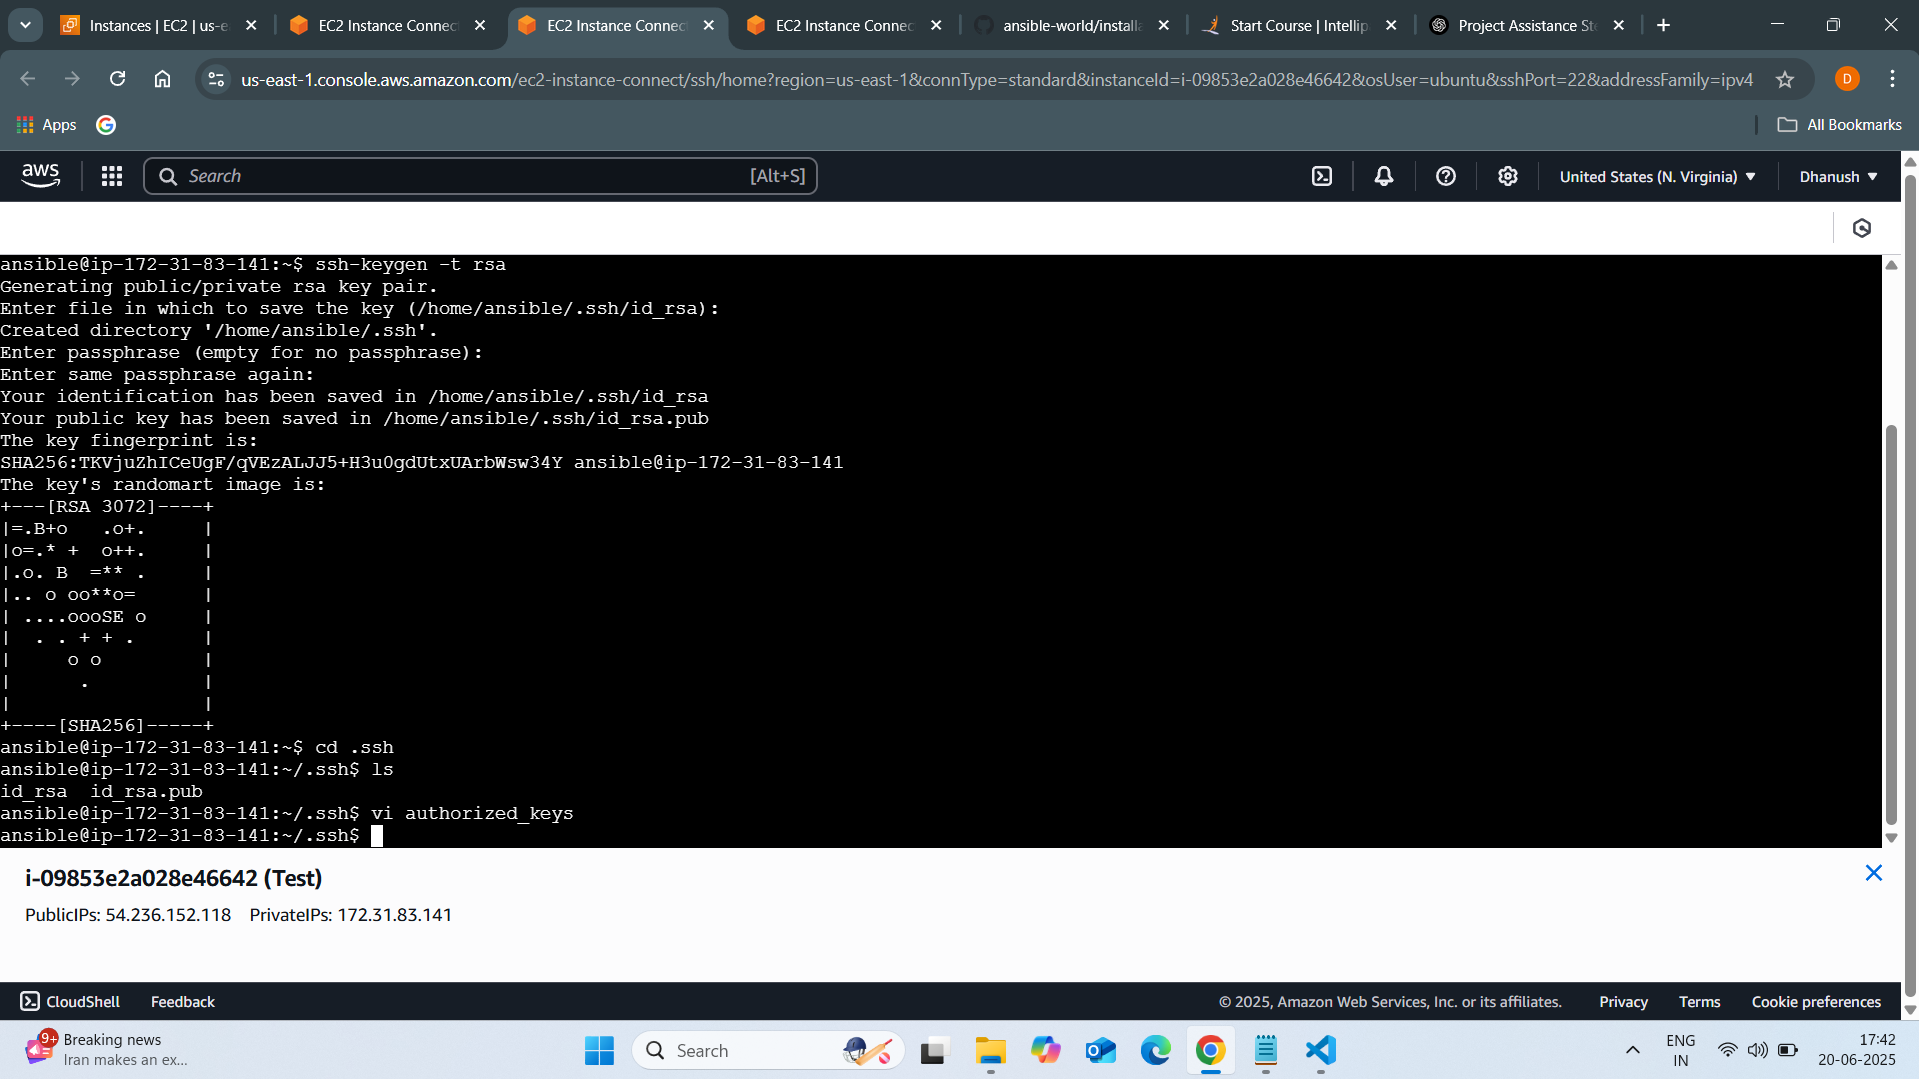 Instances | EC2 | us-e
EC2 Instance Connect
EC2 Instance Connect
EC2 Instance Connec
ansible-world/installa
Start Course | Intellip
Project Assistance Ste
us-east-1.console.aws.amazon.com/ec2-instance-connect/ssh/home?region=us-east-1&connType=standard&instanceId=i-09853e2a028e46642&osUser=ubuntu&sshPort=22&addressFamily=ipv4
D
Apps
All Bookmarks
aws
Search
[Alt+S]
United States (N. Virginia)
Dhanush
ansible@ip-172-31-83-141:~$ ssh-keygen -t rsa
Generating public/private rsa key pair.
Enter file in which to save the key (/home/ansible/.ssh/id_rsa):
Created directory '/home/ansible/.ssh'.
Enter passphrase (empty for no passphrase):
Enter same passphrase again:
Your identification has been saved in /home/ansible/.ssh/id_rsa
Your public key has been saved in /home/ansible/.ssh/id_rsa.pub
The key fingerprint is:
SHA256:TKVjuZhICeUgF/qVEzALJJ5+H3u0gdUtxUArbWsw34Y ansible@ip-172-31-83-141
The key's randomart image is:
+---[RSA 3072]----+
|=.B+o   .o+.     |
|o=.* +  o++.     |
|.o. B  =** .     |
|.. o oo**o=      |
| ....oooSE o     |
|  . . + + .      |
|     o o         |
|      .          |
|                 |
+----[SHA256]-----+
ansible@ip-172-31-83-141:~$ cd .ssh
ansible@ip-172-31-83-141:~/.ssh$ ls
id_rsa  id_rsa.pub
ansible@ip-172-31-83-141:~/.ssh$ vi authorized_keys
ansible@ip-172-31-83-141:~/.ssh$
i-09853e2a028e46642 (Test)
PublicIPs: 54.236.152.118    PrivateIPs: 172.31.83.141
CloudShell
Feedback
© 2025, Amazon Web Services, Inc. or its affiliates.
Privacy
Terms
Cookie preferences
9+
Breaking news
Iran makes an ex...
Search
ENG
IN
17:42
20-06-2025